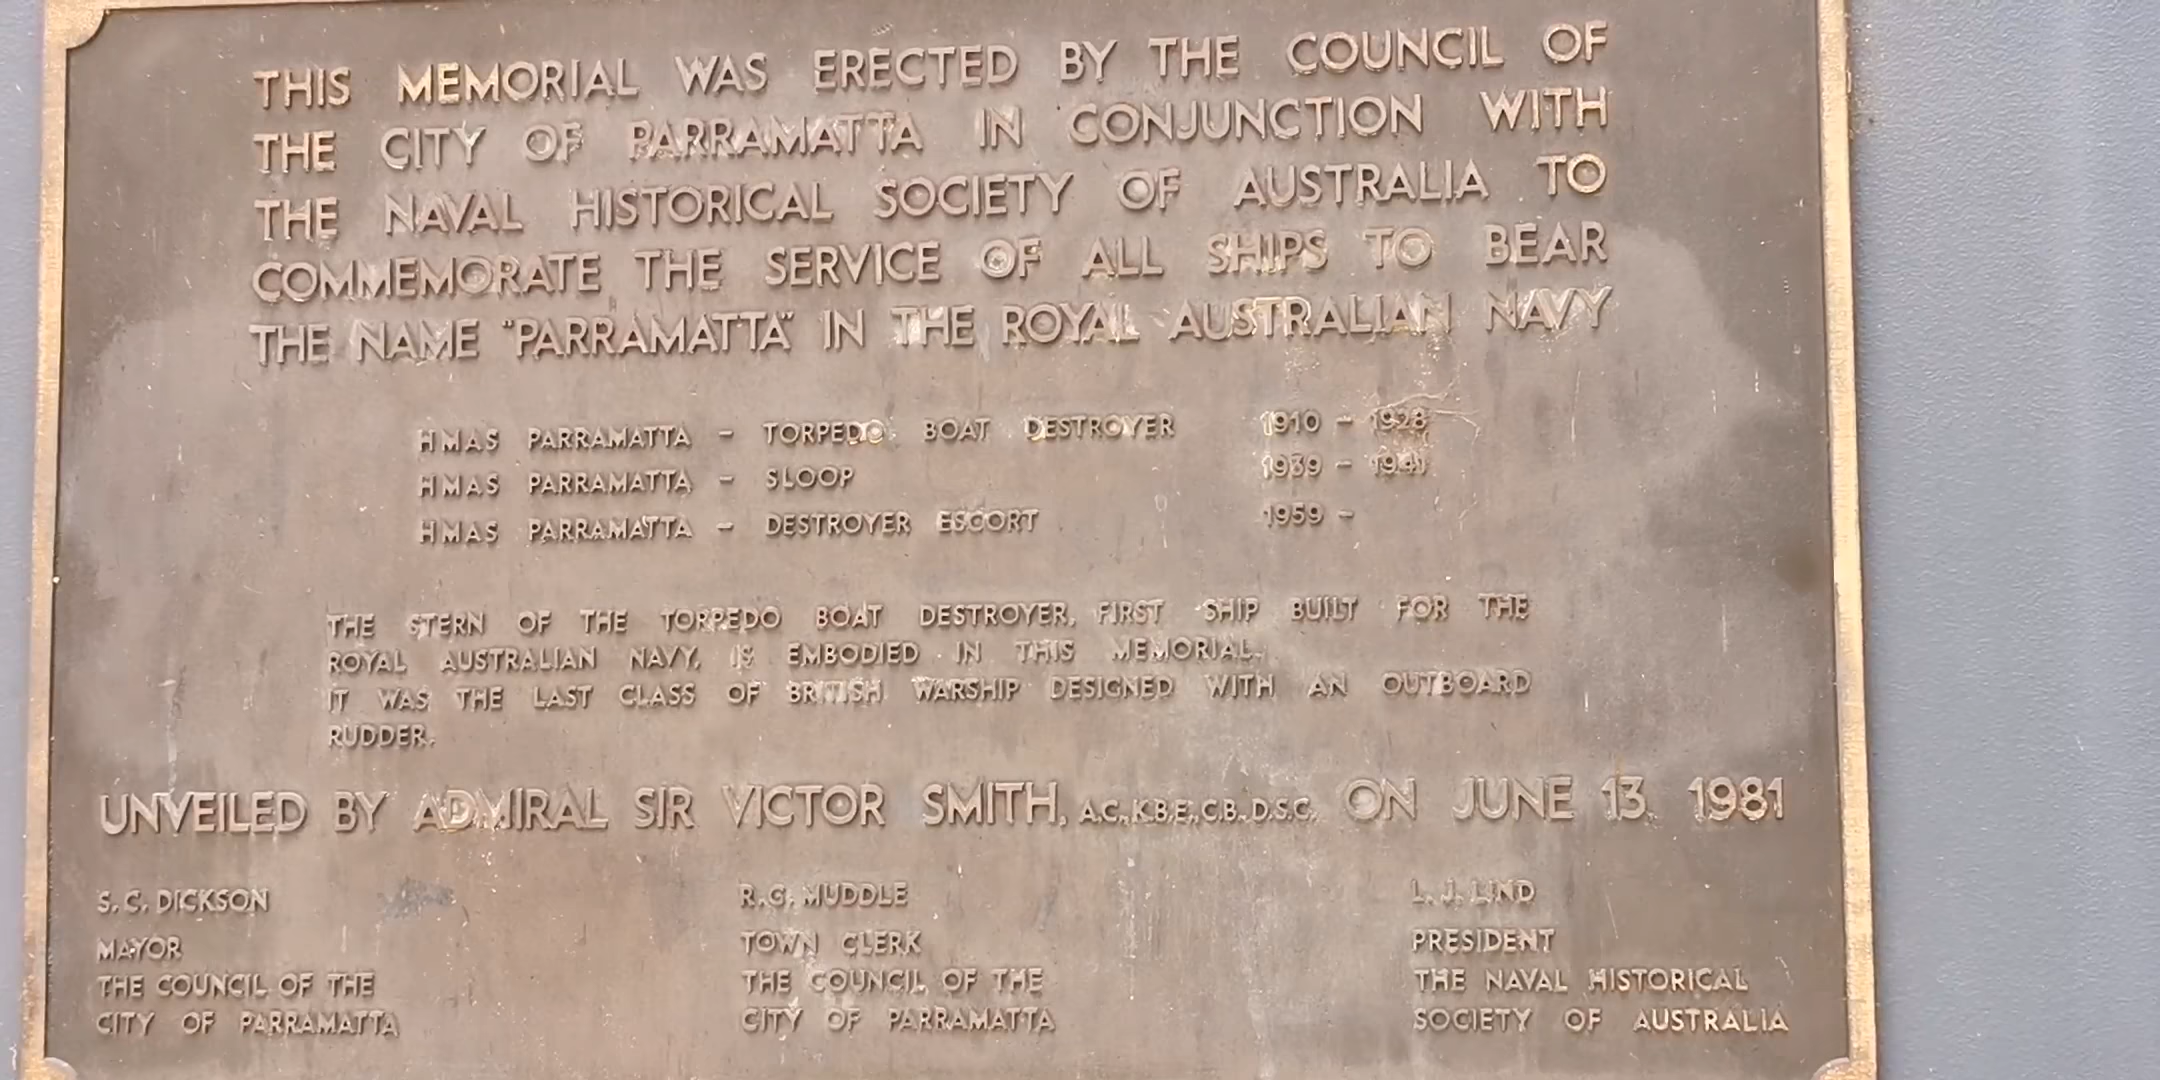 THIS MEMORIAL WAS ERECTED BY THE COUNCIL OF
THE CITY OF PARRAMATTA IN CONJUNCTION WITH
THE NAVAL HISTORICAL SOCIETY OF AUSTRALIA TO
COMMEMORATE THE SERVICE OF ALL SHIPS TO BEAR
THE NAME "PARRAMATTA" IN THE ROYAL AUSTRALIAN NAVY
HMAS PARRAMATTA – TORPEDO BOAT DESTROYER 1910 – 1928
HMAS PARRAMATTA – SLOOP 1939 – 1941
HMAS PARRAMATTA – DESTROYER ESCORT 1959 –
THE STERN OF THE TORPEDO BOAT DESTROYER, FIRST SHIP BUILT FOR THE
ROYAL AUSTRALIAN NAVY, IS EMBODIED IN THIS MEMORIAL.
IT WAS THE LAST CLASS OF BRITISH WARSHIP DESIGNED WITH AN OUTBOARD
RUDDER.
UNVEILED BY ADMIRAL SIR VICTOR SMITH, A.C., K.B.E., C.B., D.S.C. ON JUNE 13, 1981
S. C. DICKSON
MAYOR
THE COUNCIL OF THE
CITY OF PARRAMATTA
R.G. MUDDLE
TOWN CLERK
THE COUNCIL OF THE
CITY OF PARRAMATTA
L. J. LIND
PRESIDENT
THE NAVAL HISTORICAL
SOCIETY OF AUSTRALIA